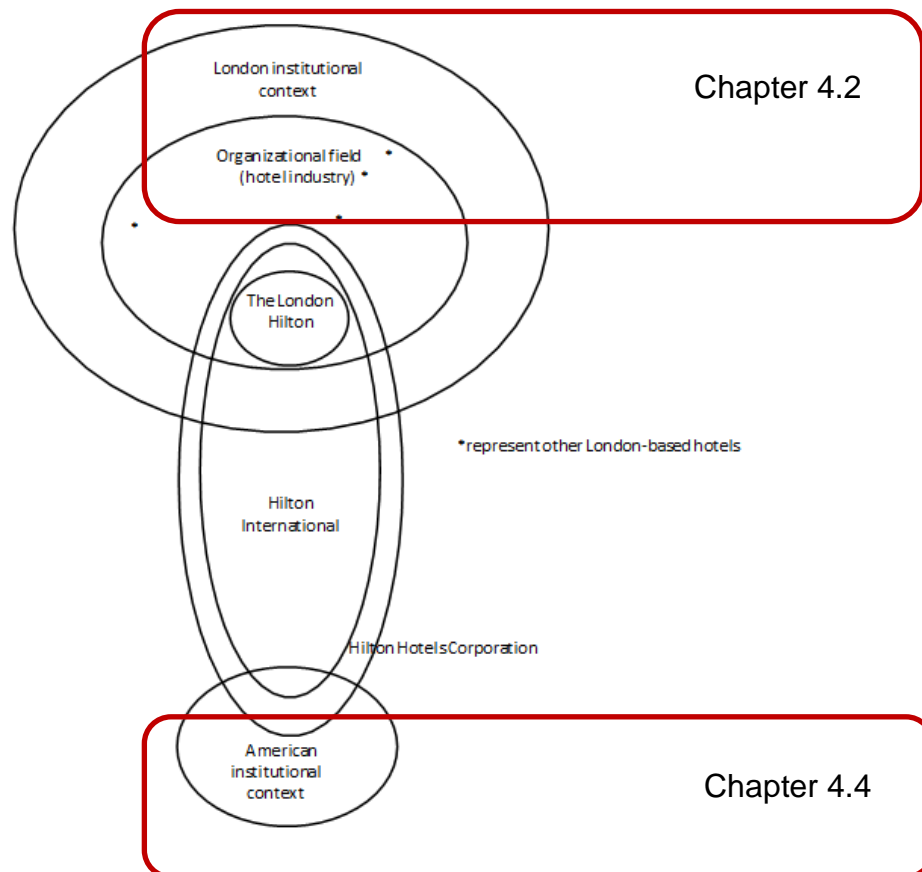 London institutional
context
Chapter 4.2
Organizational field *
(hotel industry) *
* *
The London
Hilton
*represent other London-based hotels
Hilton
International
Hilton Hotels Corporation
American
institutional
context
Chapter 4.4